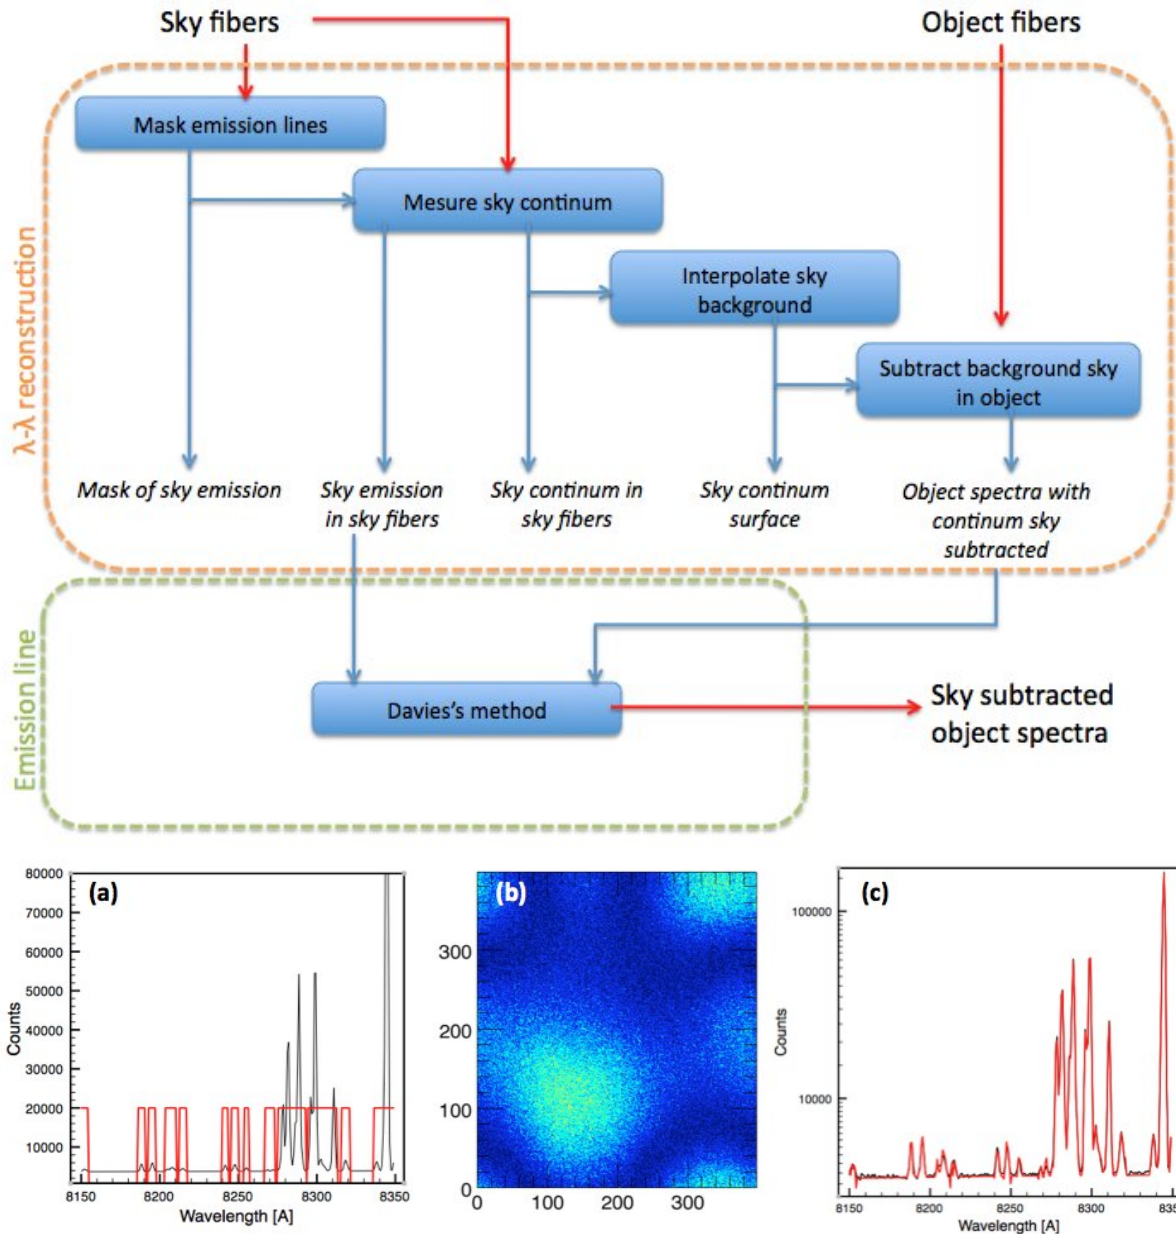 Sky fibers
Object fibers
Mask emission lines
Mesure sky continum
Interpolate sky
background
Subtract background sky
in object
λ-λ reconstruction
Mask of sky emission
Sky emission
in sky fibers
Sky continum in
sky fibers
Sky continum
surface
Object spectra with
continum sky
subtracted
Emission line
Davies's method
Sky subtracted
object spectra
(a)
80000
70000
60000
50000
40000
30000
20000
10000
Counts
8150
8200
8250
8300
8350
Wavelength [A]
(b)
300
200
100
0
0
100
200
300
(c)
100000
10000
Counts
8150
8200
8250
8300
835
Wavelength [A]